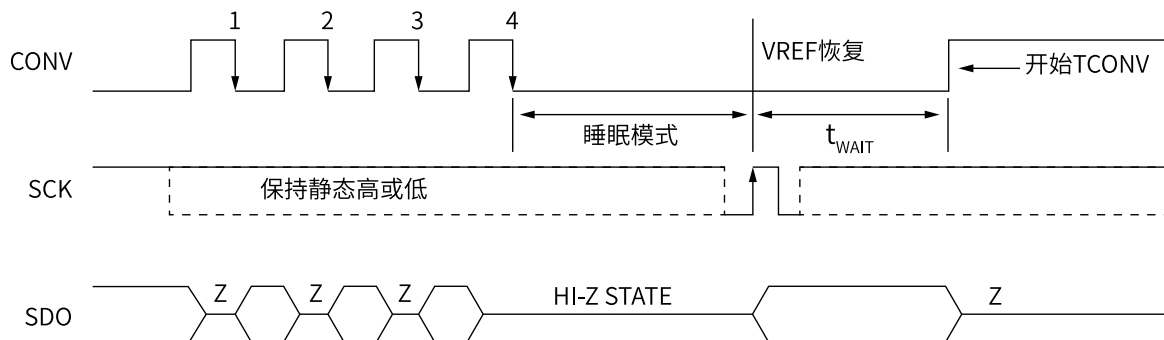 1 2 3 4
CONV
VREF恢复
开始TCONV
睡眠模式
tWAIT
SCK
保持静态高或低
SDO
Z Z Z HI-Z STATE Z